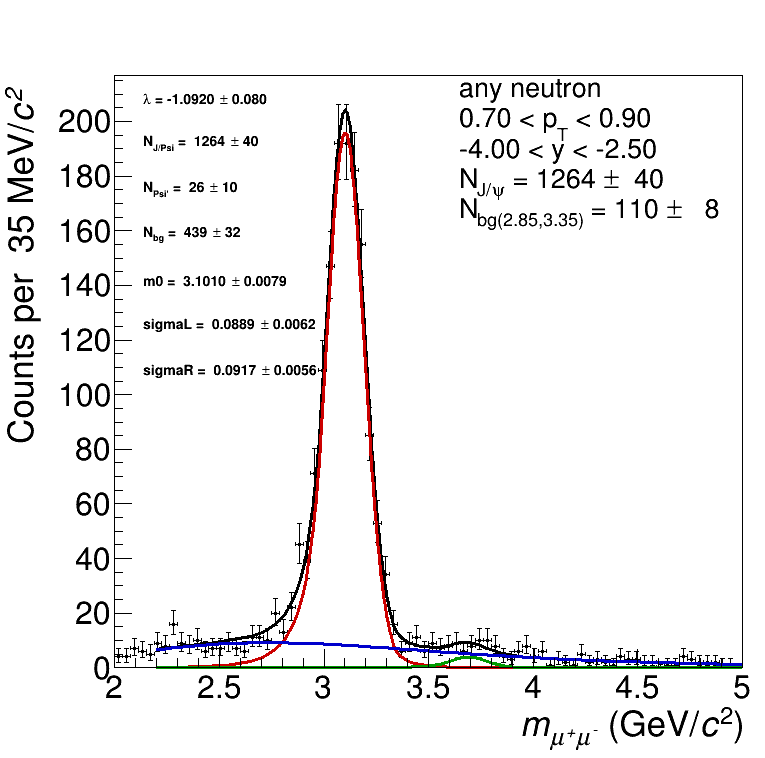 λ = -1.0920 ± 0.080
N_J/Psi = 1264 ± 40
N_Psi' = 26 ± 10
N_bg = 439 ± 32
m0 = 3.1010 ± 0.0079
sigmaL = 0.0889 ± 0.0062
sigmaR = 0.0917 ± 0.0056
any neutron
0.70 < p_T < 0.90
-4.00 < y < -2.50
N_J/ψ = 1264 ± 40
N_bg(2.85,3.35) = 110 ± 8
Counts per 35 MeV/c²
200
180
160
140
120
100
80
60
40
20
0
2 2.5 3 3.5 4 4.5 5
m_μ⁺μ⁻ (GeV/c²)